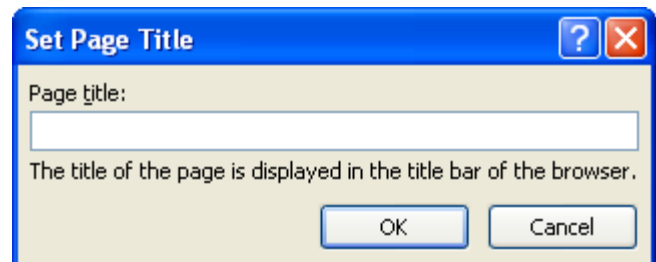 Set Page Title
?
Page title:
The title of the page is displayed in the title bar of the browser.
OK Cancel